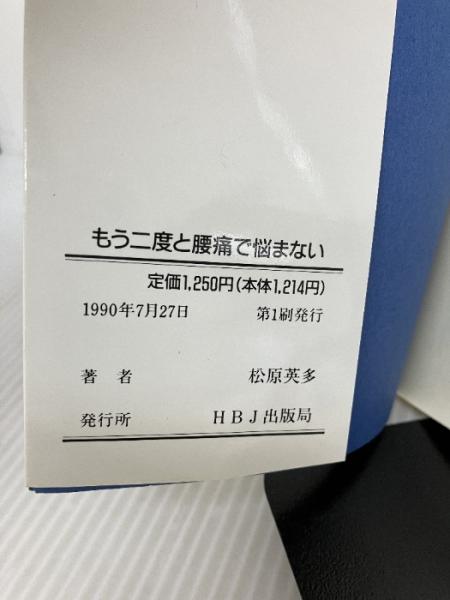 もう二度と腰痛で悩まない
定価1,250円(本体1,214円)
1990年7月27日 第1刷発行
著者 松原英多
発行所 HBJ出版局